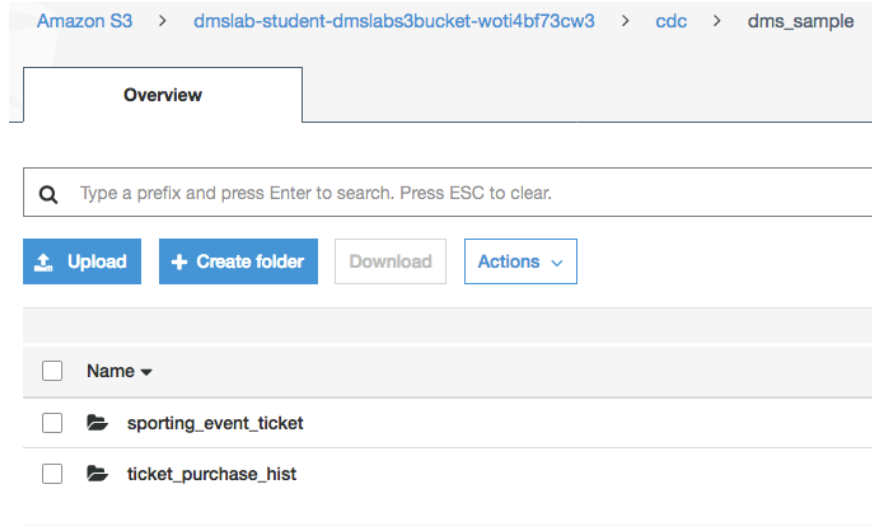 Amazon S3 > dmslab-student-dmslabs3bucket-woti4bf73cw3 > cdc > dms_sample
Overview
Type a prefix and press Enter to search. Press ESC to clear.
Upload + Create folder Download Actions
Name
sporting_event_ticket
ticket_purchase_hist